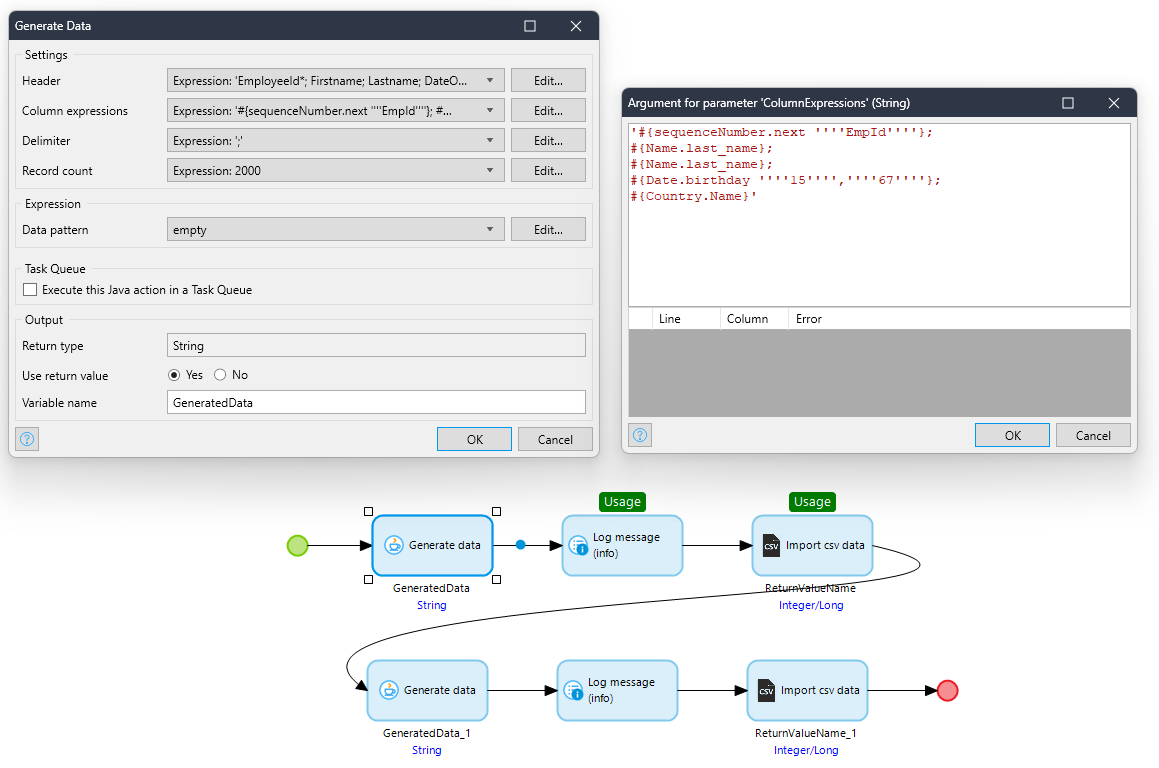 Generate Data
Settings
Header
Expression: 'EmployeeId*; Firstname; Lastname; DateO...
Edit...
Column expressions
Expression: '#{sequenceNumber.next ''''EmpId''''}; #...
Edit...
Delimiter
Expression: ';'
Edit...
Record count
Expression: 2000
Edit...
Expression
Data pattern
empty
Edit...
Task Queue
Execute this Java action in a Task Queue
Output
Return type
String
Use return value
Yes
No
Variable name
GeneratedData
?
OK
Cancel
Argument for parameter 'ColumnExpressions' (String)
'#{sequenceNumber.next ''''EmpId''''};
#{Name.last_name};
#{Name.last_name};
#{Date.birthday ''''15'''',''''67''''};
#{Country.Name}'
Line
Column
Error
?
OK
Cancel
Usage
Usage
Generate data
Log message
(info)
CSV
Import csv data
GeneratedData
String
ReturnValueName
Integer/Long
Generate data
Log message
(info)
CSV
Import csv data
GeneratedData_1
String
ReturnValueName_1
Integer/Long